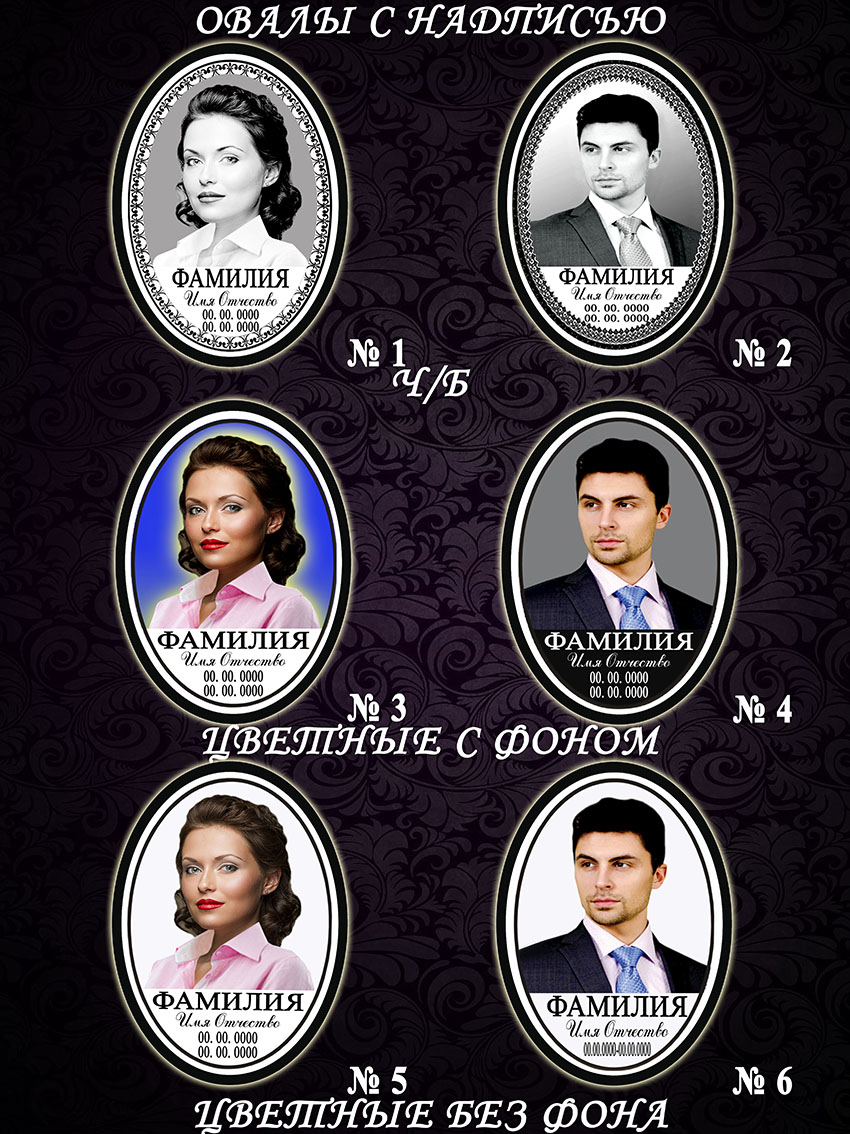 ОВАЛЫ С НАДПИСЬЮ
ФАМИЛИЯ
Имя Отчество
00. 00. 0000
00. 00. 0000
№ 1
ФАМИЛИЯ
Имя Отчество
00. 00. 0000
00. 00. 0000
№ 2
Ч/Б
ФАМИЛИЯ
Имя Отчество
00. 00. 0000
00. 00. 0000
№ 3
ФАМИЛИЯ
Имя Отчество
00. 00. 0000
00. 00. 0000
№ 4
ЦВЕТНЫЕ С ФОНОМ
ФАМИЛИЯ
Имя Отчество
00. 00. 0000
00. 00. 0000
№ 5
ФАМИЛИЯ
Имя Отчество
00.00.0000-00.00.0000
№ 6
ЦВЕТНЫЕ БЕЗ ФОНА